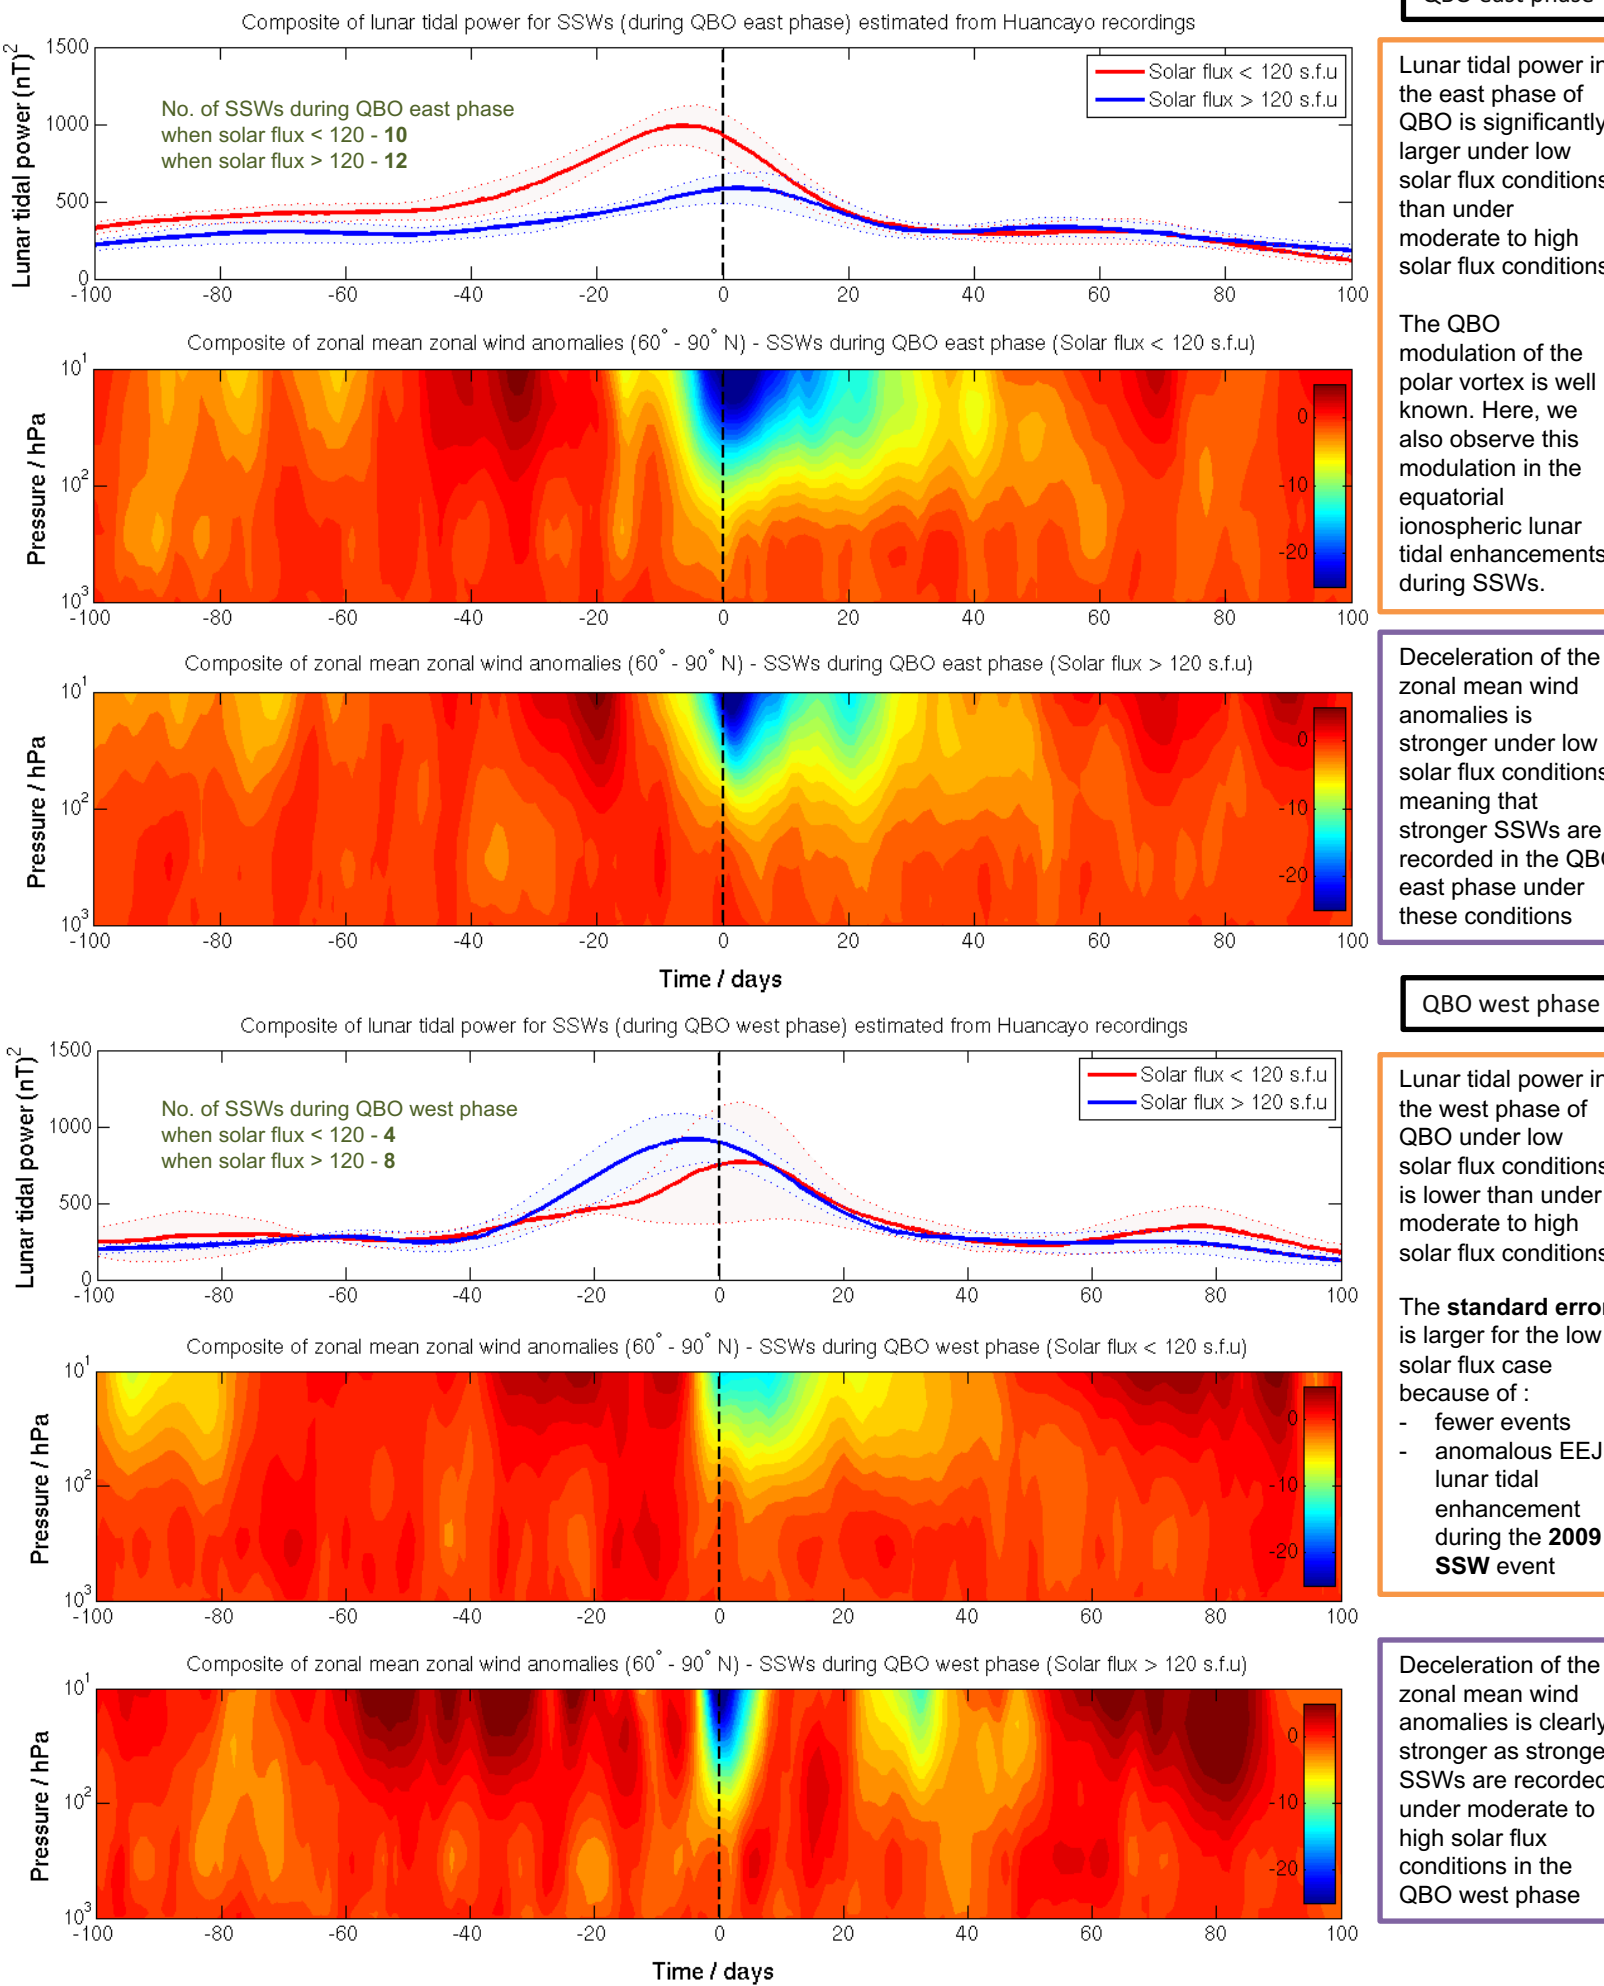 QBO east phase
Composite of lunar tidal power for SSWs (during QBO east phase) estimated from Huancayo recordings
Lunar tidal power (nT)²
1500
1000
500
0
No. of SSWs during QBO east phase
when solar flux < 120 - 10
when solar flux > 120 - 12
Solar flux < 120 s.f.u
Solar flux > 120 s.f.u
-100 -80 -60 -40 -20 0 20 40 60 80 100
Lunar tidal power in
the east phase of
QBO is significantly
larger under low
solar flux conditions
than under
moderate to high
solar flux conditions
The QBO
modulation of the
polar vortex is well
known. Here, we
also observe this
modulation in the
equatorial
ionospheric lunar
tidal enhancements
during SSWs.
Composite of zonal mean zonal wind anomalies (60° - 90° N) - SSWs during QBO east phase (Solar flux < 120 s.f.u)
Pressure / hPa
10¹
10²
10³
0
-10
-20
-100 -80 -60 -40 -20 0 20 40 60 80 100
Composite of zonal mean zonal wind anomalies (60° - 90° N) - SSWs during QBO east phase (Solar flux > 120 s.f.u)
Pressure / hPa
10¹
10²
10³
0
-10
-20
-100 -80 -60 -40 -20 0 20 40 60 80 100
Time / days
Deceleration of the
zonal mean wind
anomalies is
stronger under low
solar flux conditions
meaning that
stronger SSWs are
recorded in the QBO
east phase under
these conditions
QBO west phase
Composite of lunar tidal power for SSWs (during QBO west phase) estimated from Huancayo recordings
Lunar tidal power (nT)²
1500
1000
500
0
No. of SSWs during QBO west phase
when solar flux < 120 - 4
when solar flux > 120 - 8
Solar flux < 120 s.f.u
Solar flux > 120 s.f.u
-100 -80 -60 -40 -20 0 20 40 60 80 100
Lunar tidal power in
the west phase of
QBO under low
solar flux conditions
is lower than under
moderate to high
solar flux conditions
The standard error
is larger for the low
solar flux case
because of :
- fewer events
- anomalous EEJ
lunar tidal
enhancement
during the 2009
SSW event
Composite of zonal mean zonal wind anomalies (60° - 90° N) - SSWs during QBO west phase (Solar flux < 120 s.f.u)
Pressure / hPa
10¹
10²
10³
0
-10
-20
-100 -80 -60 -40 -20 0 20 40 60 80 100
Composite of zonal mean zonal wind anomalies (60° - 90° N) - SSWs during QBO west phase (Solar flux > 120 s.f.u)
Pressure / hPa
10¹
10²
10³
0
-10
-20
-100 -80 -60 -40 -20 0 20 40 60 80 100
Time / days
Deceleration of the
zonal mean wind
anomalies is clearly
stronger as stronger
SSWs are recorded
under moderate to
high solar flux
conditions in the
QBO west phase